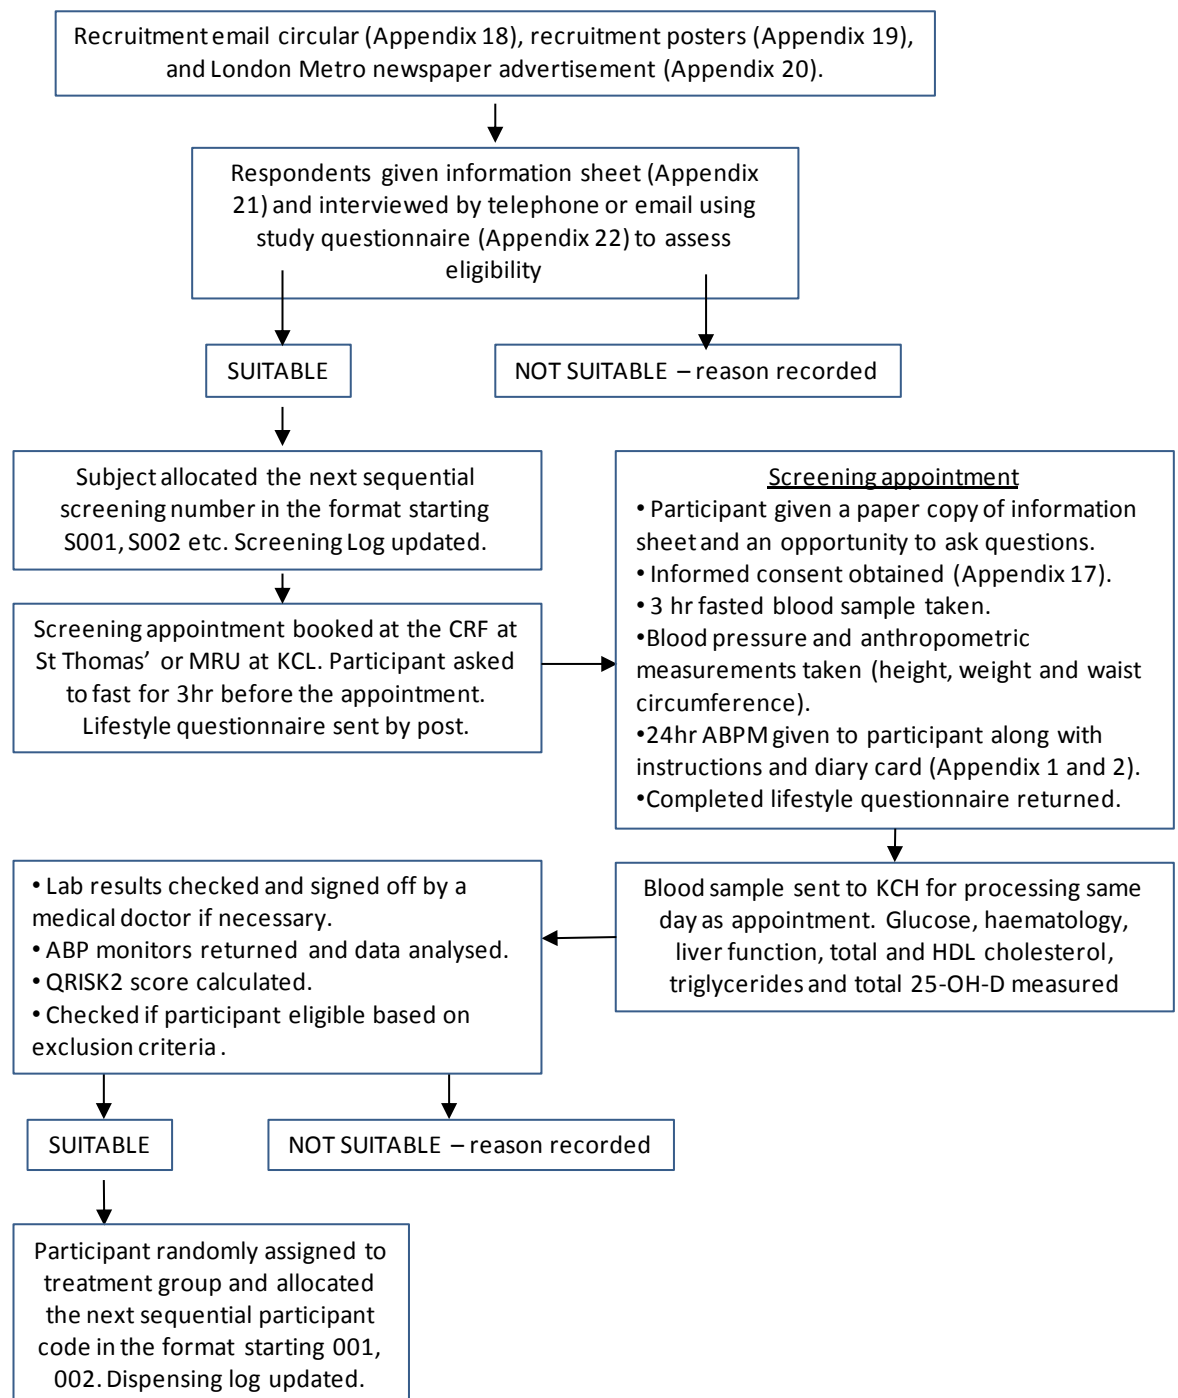 Recruitment email circular (Appendix 18), recruitment posters (Appendix 19),
and London Metro newspaper advertisement (Appendix 20).
Respondents given information sheet (Appendix
21) and interviewed by telephone or email using
study questionnaire (Appendix 22) to assess
eligibility
SUITABLE
NOT SUITABLE – reason recorded
Subject allocated the next sequential
screening number in the format starting
S001, S002 etc. Screening Log updated.
Screening appointment booked at the CRF at
St Thomas’ or MRU at KCL. Participant asked
to fast for 3hr before the appointment.
Lifestyle questionnaire sent by post.
Screening appointment
• Participant given a paper copy of information
sheet and an opportunity to ask questions.
• Informed consent obtained (Appendix 17).
• 3 hr fasted blood sample taken.
•Blood pressure and anthropometric
measurements taken (height, weight and waist
circumference).
•24hr ABPM given to participant along with
instructions and diary card (Appendix 1 and 2).
•Completed lifestyle questionnaire returned.
Blood sample sent to KCH for processing same
day as appointment. Glucose, haematology,
liver function, total and HDL cholesterol,
triglycerides and total 25-OH-D measured
• Lab results checked and signed off by a
medical doctor if necessary.
• ABP monitors returned and data analysed.
• QRISK2 score calculated.
• Checked if participant eligible based on
exclusion criteria .
SUITABLE
NOT SUITABLE – reason recorded
Participant randomly assigned to
treatment group and allocated
the next sequential participant
code in the format starting 001,
002. Dispensing log updated.